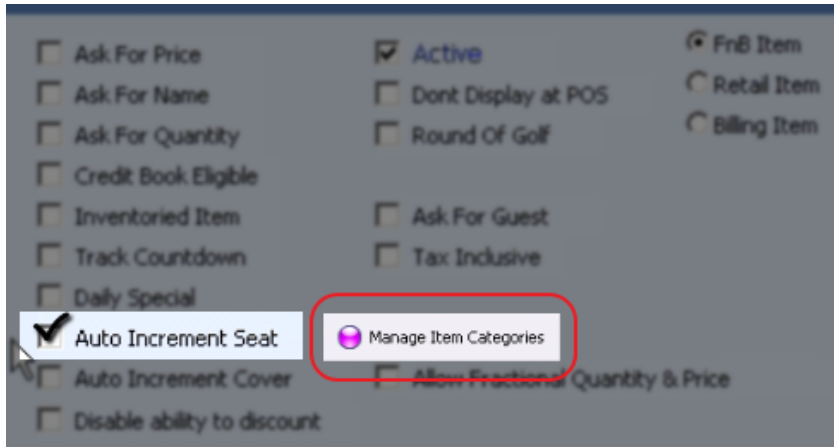 Ask For Price
Active
FnB Item
Ask For Name
Dont Display at POS
Retail Item
Ask For Quantity
Round Of Golf
Billing Item
Credit Book Eligible
Inventoried Item
Ask For Guest
Track Countdown
Tax Inclusive
Daily Special
Auto Increment Seat
Manage Item Categories
Auto Increment Cover
Allow Fractional Quantity & Price
Disable ability to discount